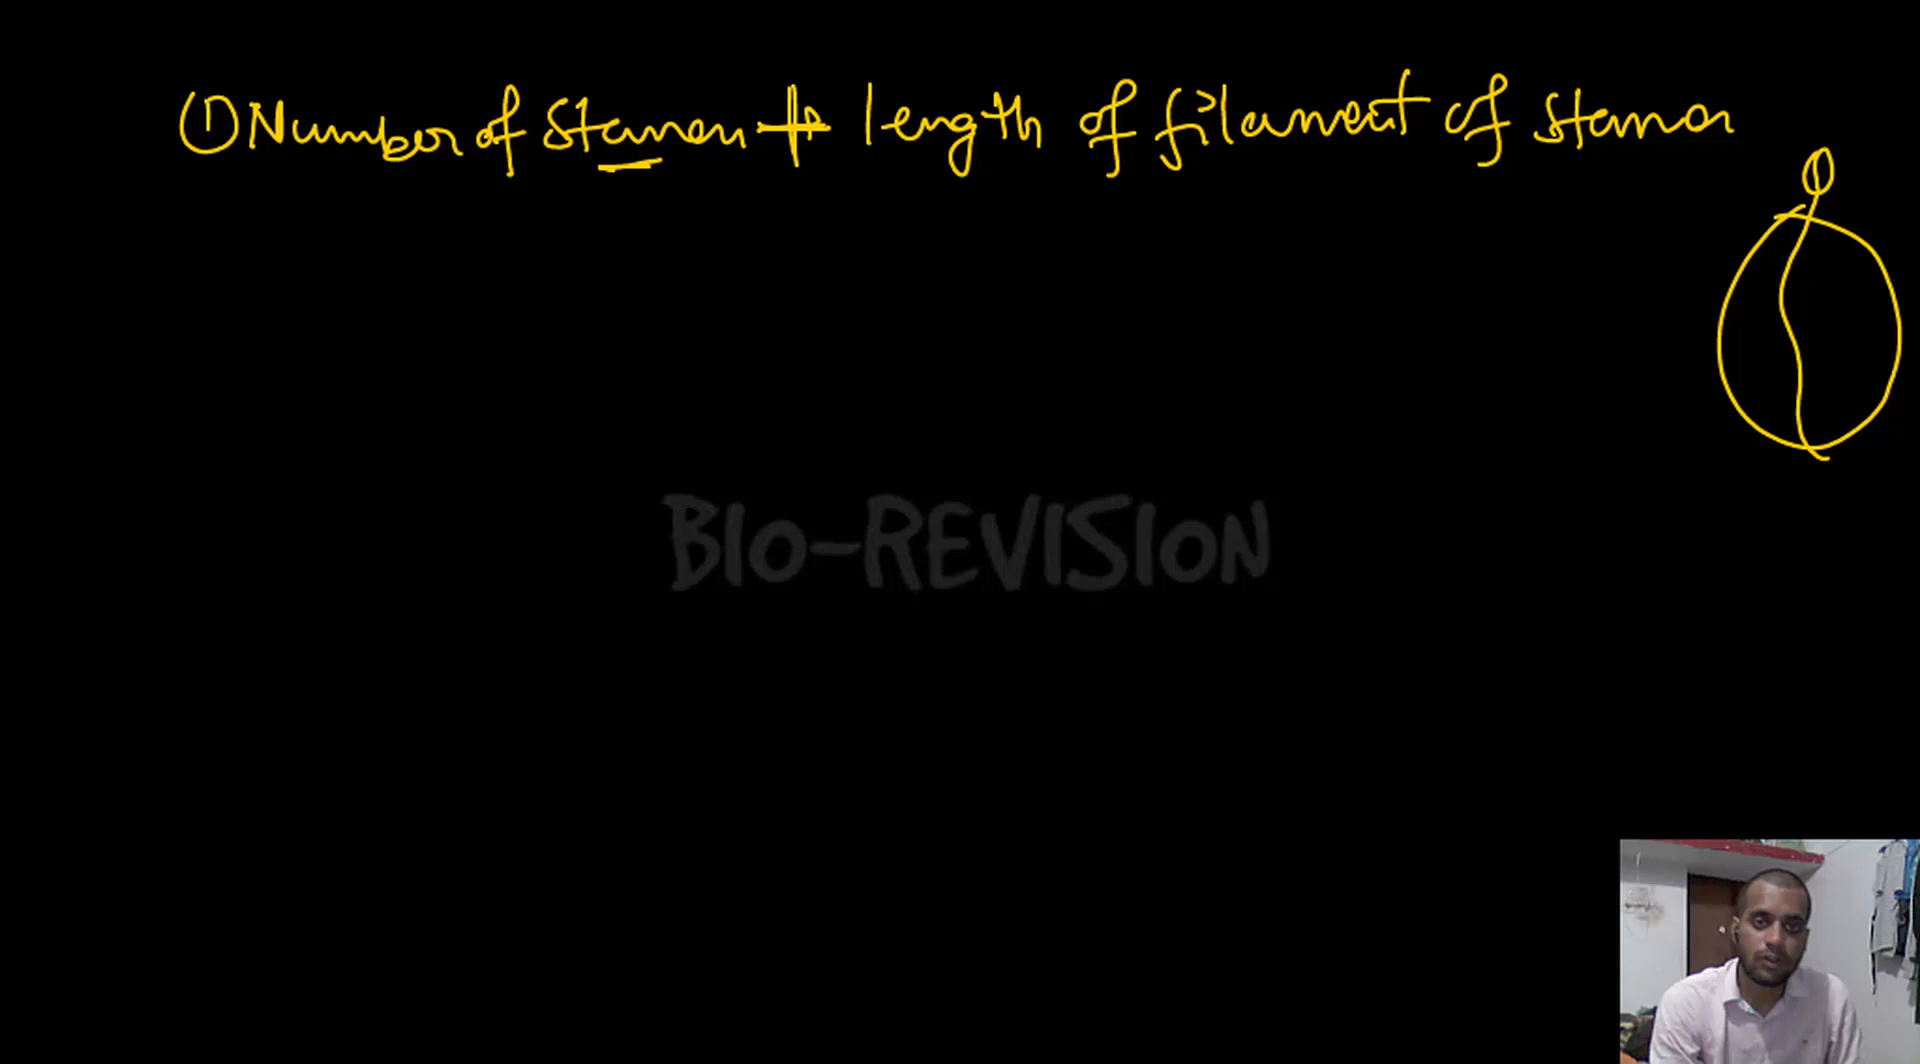 ① Number of Stamen + length of filament of stamen
BIO-REVISION